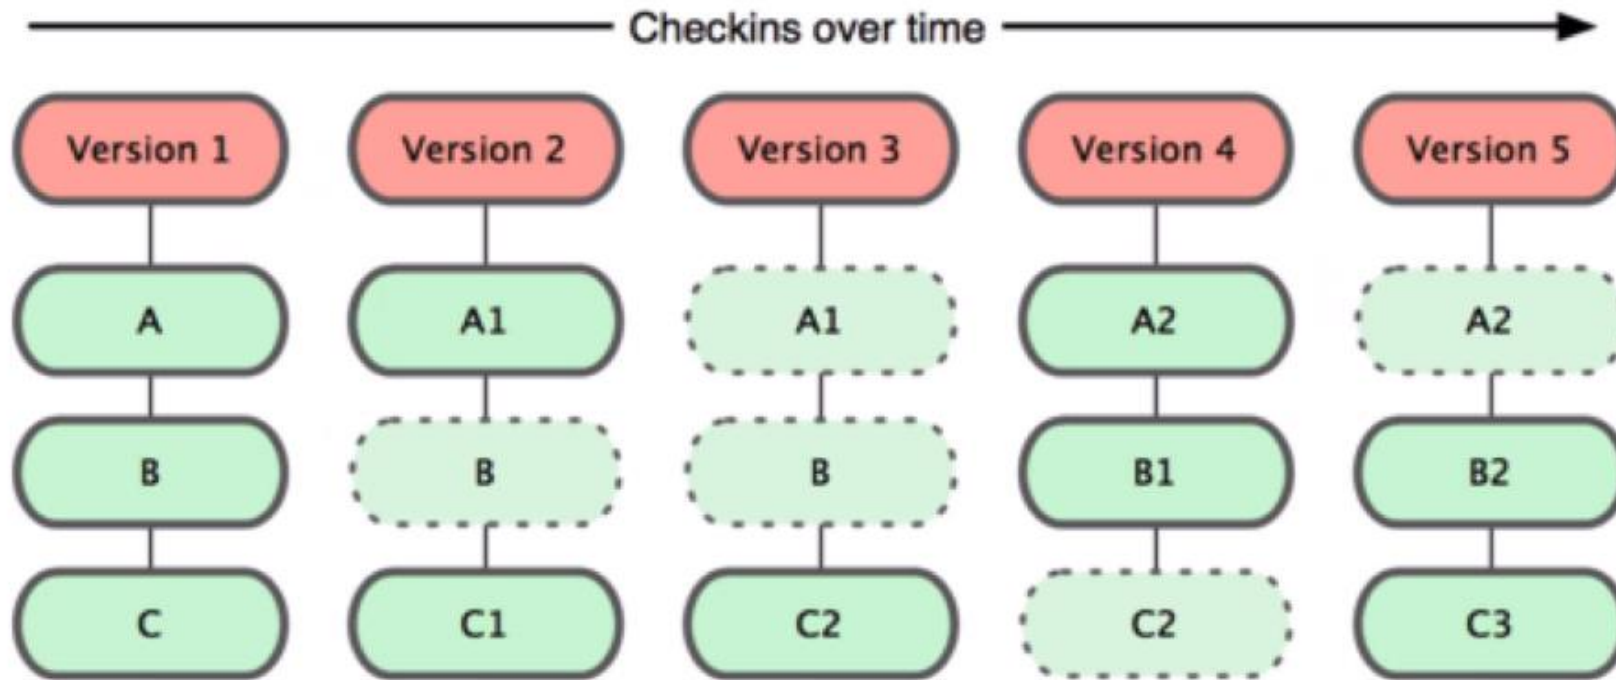 Checkins over time
Version 1 Version 2 Version 3 Version 4 Version 5
A A1 A1 A2 A2
B B B B1 B2
C C1 C2 C2 C3